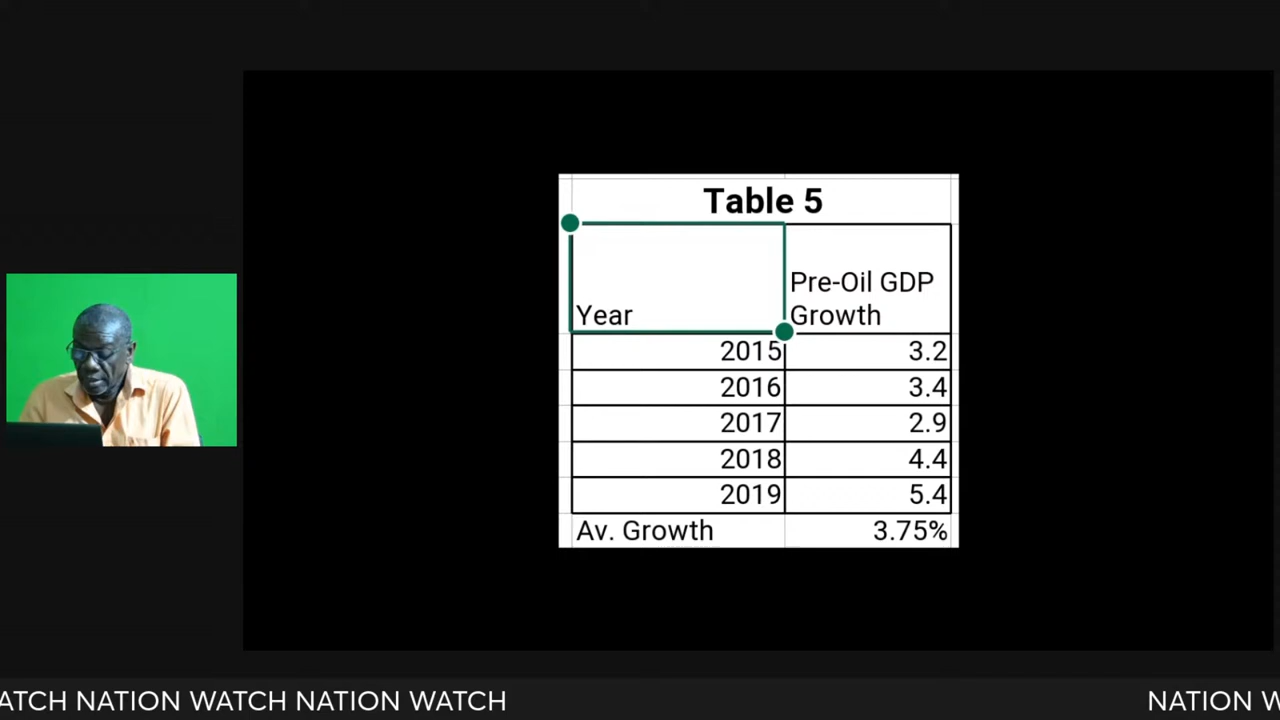 Table 5
Year
Pre-Oil GDP
Growth
2015 3.2
2016 3.4
2017 2.9
2018 4.4
2019 5.4
Av. Growth 3.75%
ATCH NATION WATCH NATION WATCH
NATION W